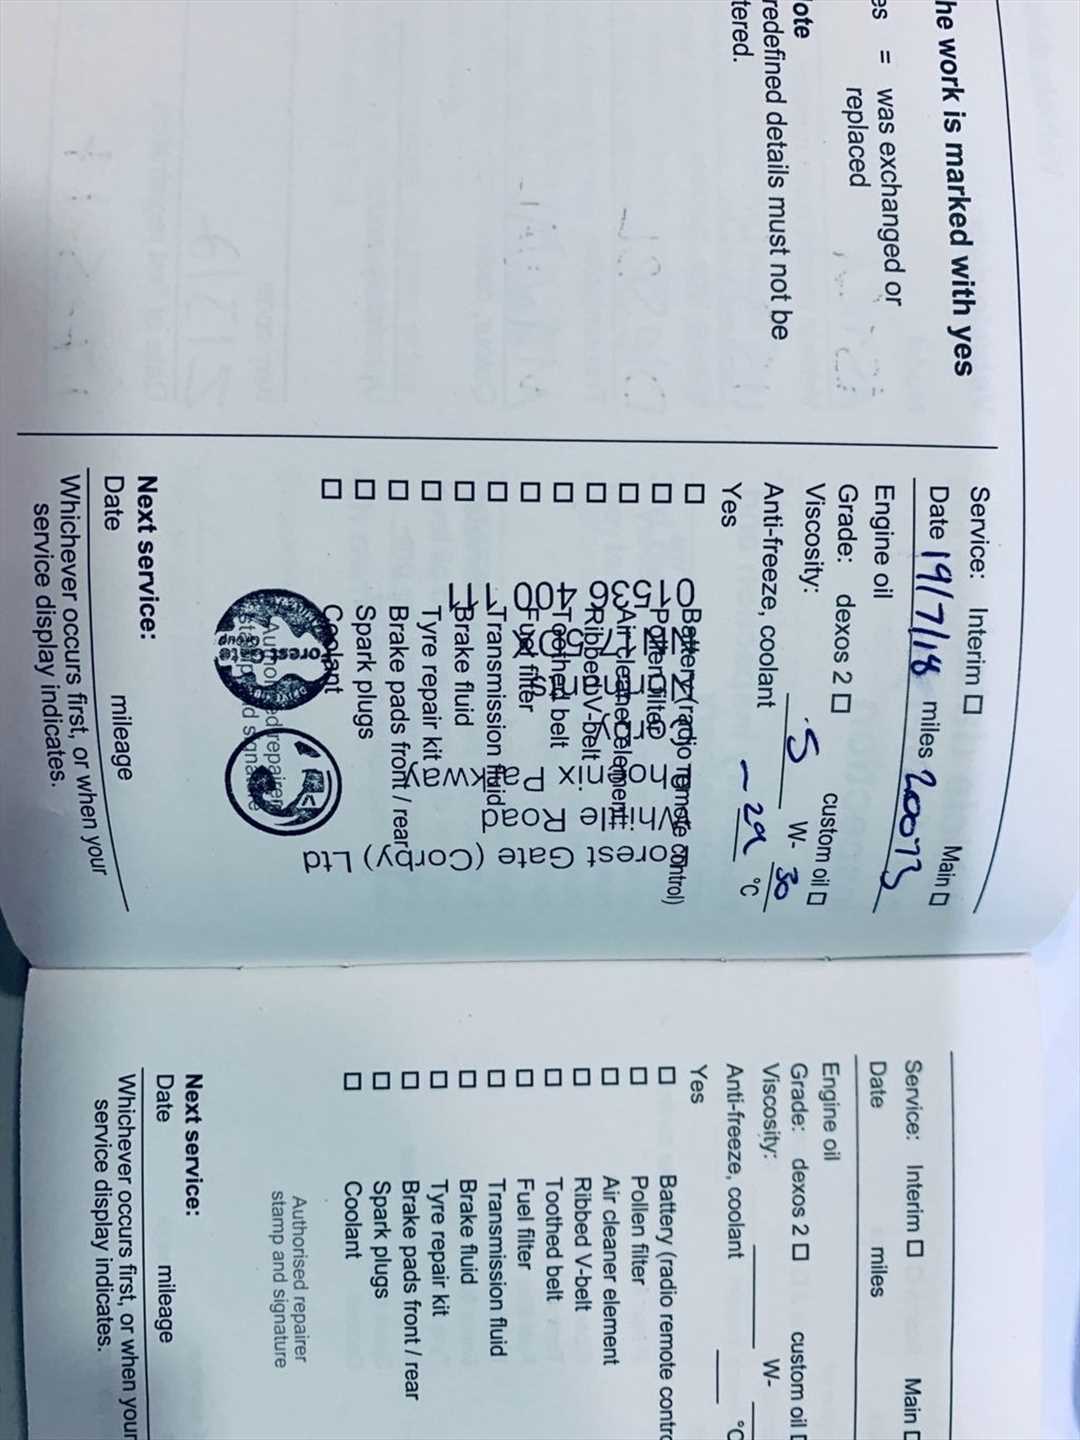 he work is marked with yes
es = was exchanged or
replaced
ote
redefined details must not be
tered.
Service: Interim ☐ Main ☐
Date 19/7/18 miles 20073
Engine oil
Grade: dexos 2 ☐ custom oil ☐
Viscosity: 5 W- 30
Anti-freeze, coolant -29 °C
Yes
☐ Battery (radio remote control)
☐ Pollen filter
☐ Air cleaner element
☐ Ribbed V-belt
☐ Toothed belt
☐ Fuel filter
☐ Transmission fluid
☐ Brake fluid
☐ Tyre repair kit
☐ Brake pads front / rear
☐ Spark plugs
☐ Coolant
Authorised repairer
stamp and signature
Forest Gate (Corby) Ltd
Road
Parkway
01536 400
Next service:
Date mileage
Whichever occurs first, or when your
service display indicates.
Service: Interim ☐ Main
Date miles
Engine oil
Grade: dexos 2 ☐ custom oil
Viscosity: W-
Anti-freeze, coolant °C
Yes
☐ Battery (radio remote contro
☐ Pollen filter
☐ Air cleaner element
☐ Ribbed V-belt
☐ Toothed belt
☐ Fuel filter
☐ Transmission fluid
☐ Brake fluid
☐ Tyre repair kit
☐ Brake pads front / rear
☐ Spark plugs
☐ Coolant
Authorised repairer
stamp and signature
Next service:
Date mileage
Whichever occurs first, or when your
service display indicates.